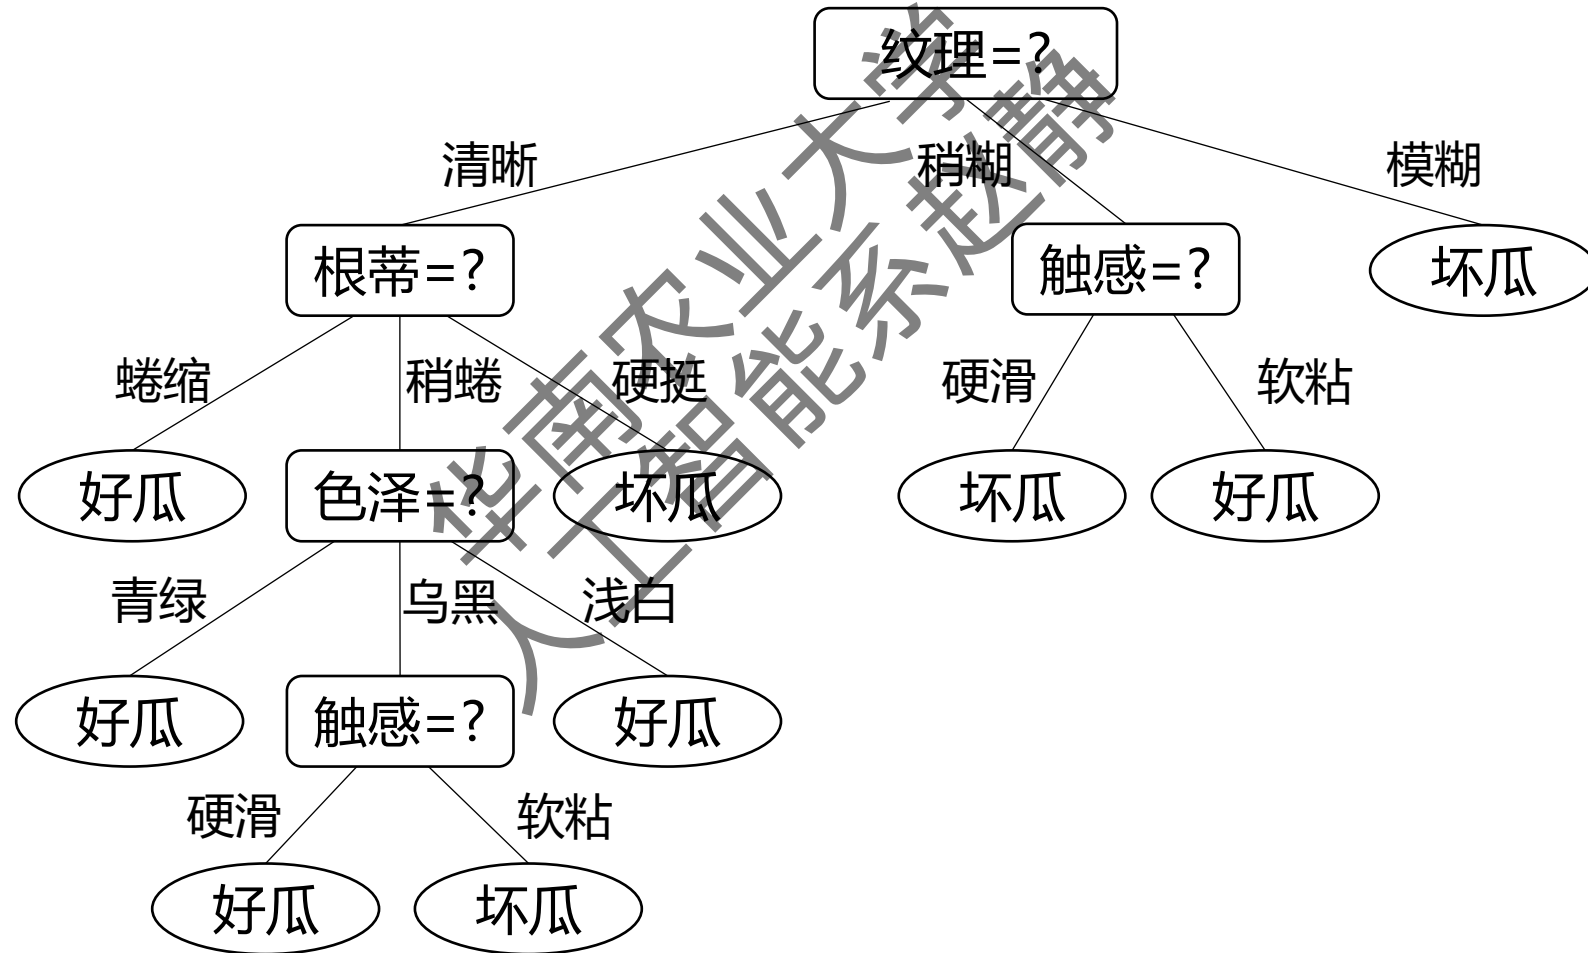 纹理=?
清晰
稍糊
模糊
根蒂=?
触感=?
坏瓜
蜷缩
稍蜷
硬挺
硬滑
软粘
好瓜
色泽=?
坏瓜
坏瓜
好瓜
青绿
乌黑
浅白
好瓜
触感=?
好瓜
硬滑
软粘
好瓜
坏瓜
华南农业大学
人工智能系赵静